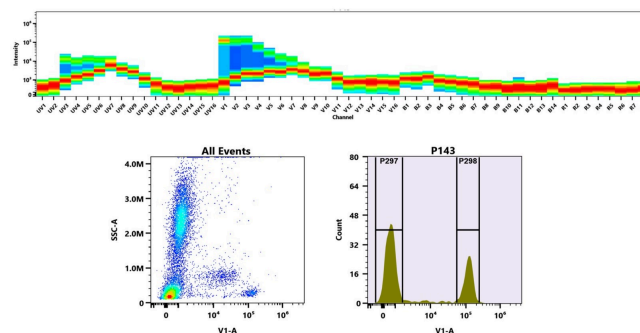 Intensity
0
UV1 UV2 UV3 UV4 UV5 UV6 UV7 UV8 UV9 UV10 UV11 UV12 UV13 UV14 UV15 UV16 V1 V2 V3 V4 V5 V6 V7 V8 V9 V10 V11 V12 V13 V14 V15 V16 B1 B2 B3 B4 B5 B6 B7 B8 B9 B10 B11 B12 B13 B14 R1 R2 R3 R4 R5 R6 R7
Channel
All Events
SSC-A
4.0M
3.0M
2.0M
1.0M
0
0 10⁴ 10⁵ 10⁶
V1-A
P143
P297 P298
Count
80
64
48
32
16
0
0 10⁴ 10⁵ 10⁶
V1-A